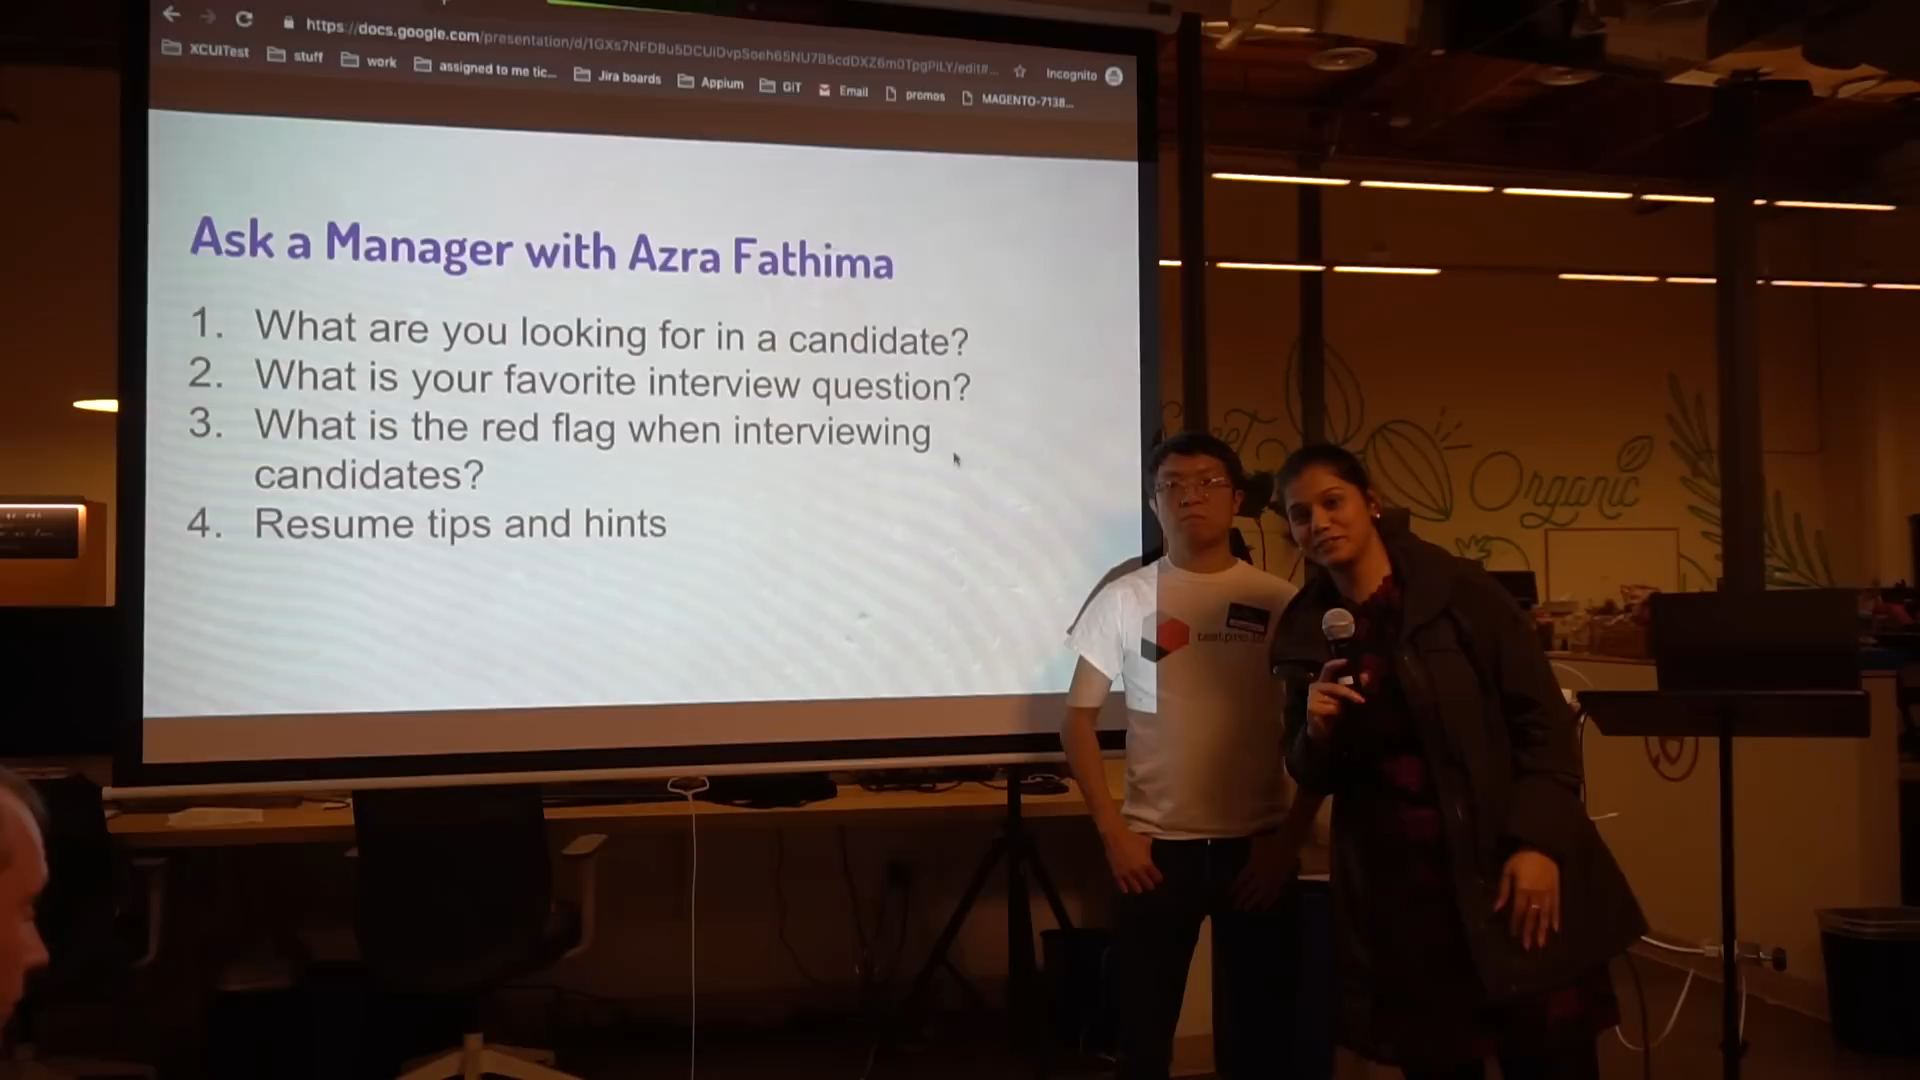 https://docs.google.com/presentation/d/1GXs7NFD8u5DCUiDvpSoeh65NU7B5cdDXZ6m0TpgPILY/edit#...
Incognito
XCUITest
stuff
work
assigned to me tic...
Jira boards
Appium
GIT
Email
promos
MAGENTO-7138...
Ask a Manager with Azra Fathima
1. What are you looking for in a candidate?
2. What is your favorite interview question?
3. What is the red flag when interviewing
candidates?
4. Resume tips and hints
Organic